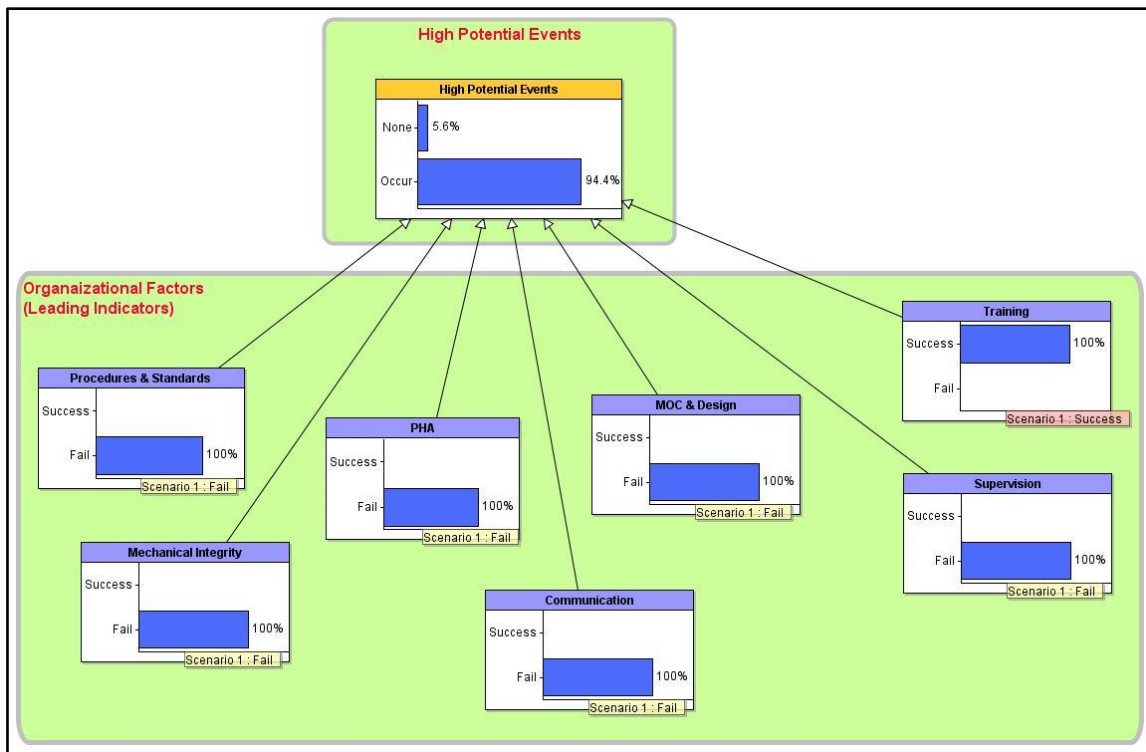 High Potential Events
High Potential Events
None
5.6%
Occur
94.4%
Organaizational Factors
(Leading Indicators)
Training
Success
100%
Fail
Scenario 1 : Success
Procedures & Standards
Success
Fail
100%
Scenario 1 : Fail
MOC & Design
Success
Fail
100%
Scenario 1 : Fail
PHA
Success
Fail
100%
Scenario 1 : Fail
Supervision
Success
Fail
100%
Scenario 1 : Fail
Mechanical Integrity
Success
Fail
100%
Scenario 1 : Fail
Communication
Success
Fail
100%
Scenario 1 : Fail